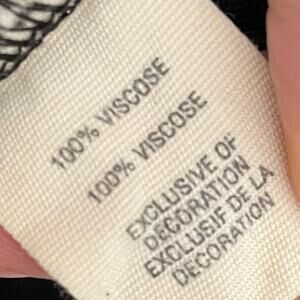 100% VISCOSE
100% VISCOSE
EXCLUSIVE OF
DECORATION
EXCLUSIF DE LA
DECORATION